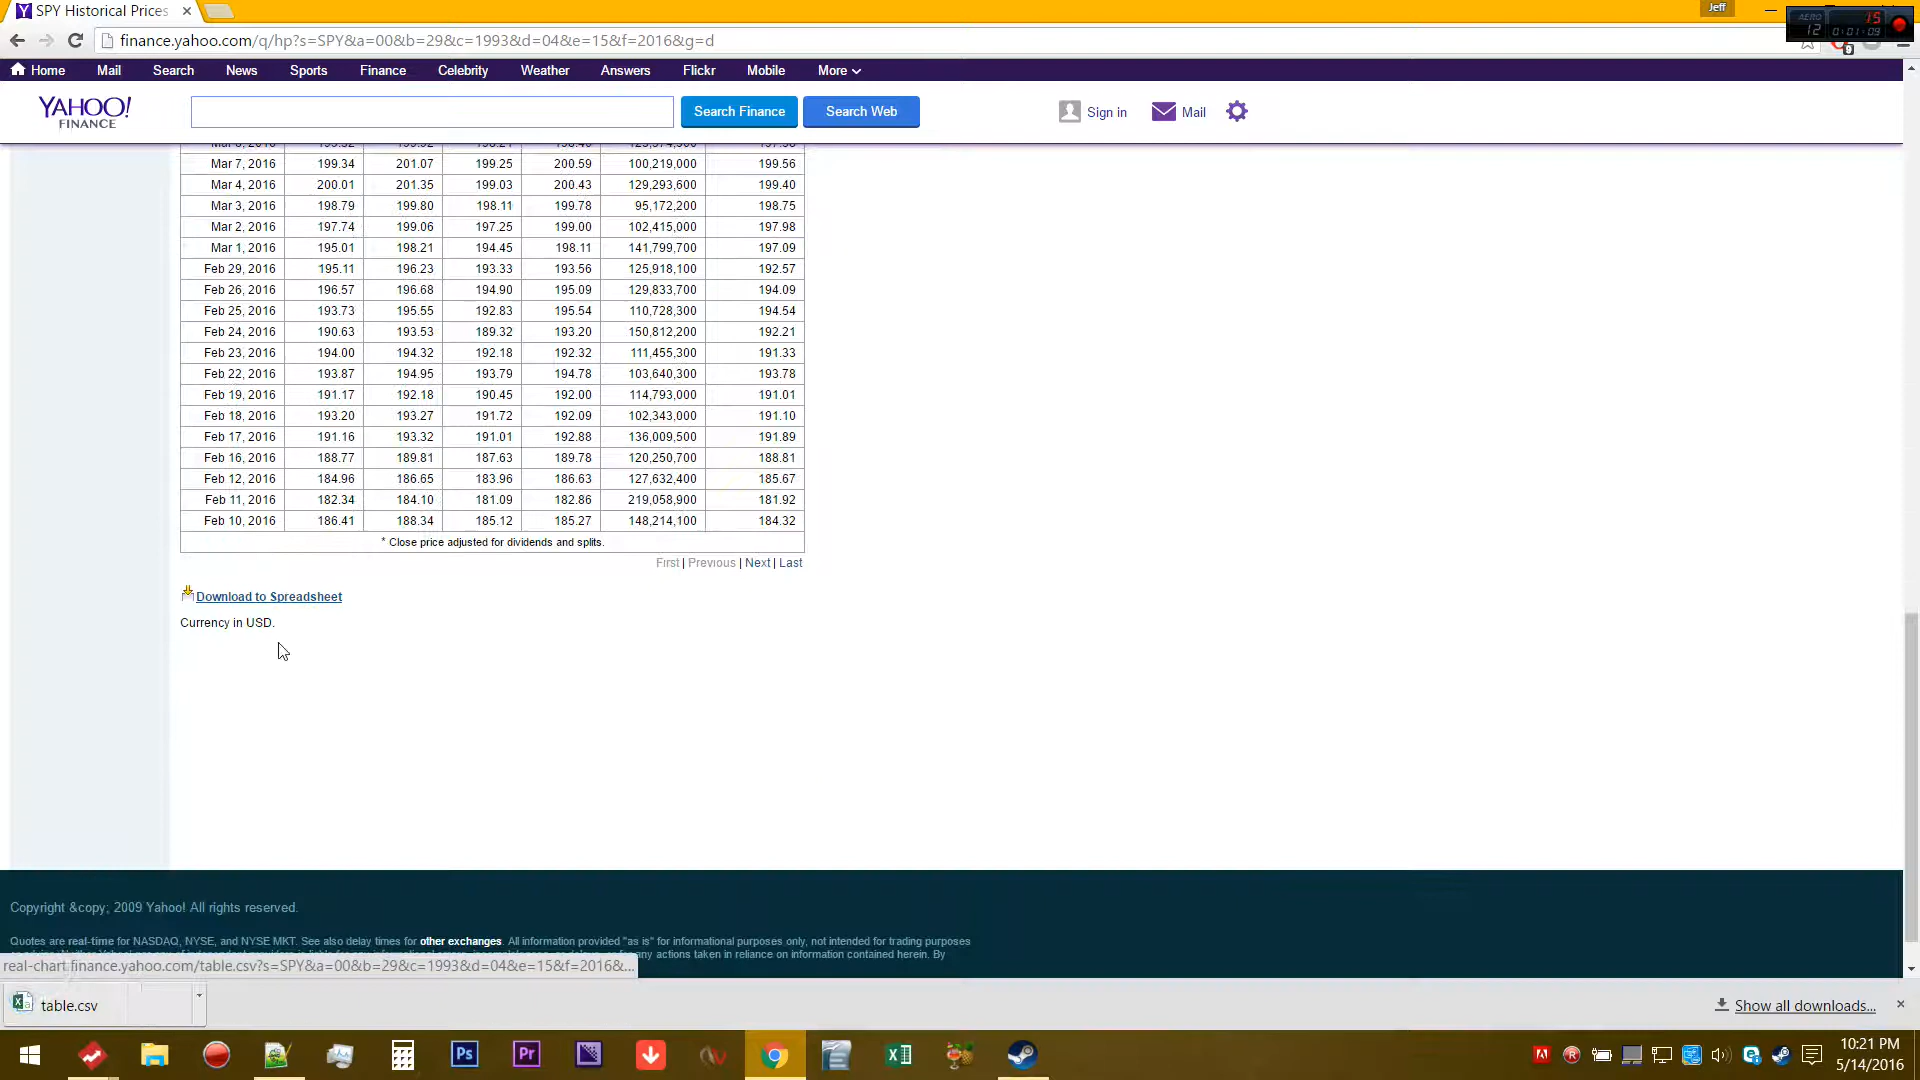 SPY Historical Prices
Jeff
finance.yahoo.com/q/hp?s=SPY&a=00&b=29&c=1993&d=04&e=15&f=2016&g=d
AERO 15
12 0:01:09
9
Home Mail Search News Sports Finance Celebrity Weather Answers Flickr Mobile More
YAHOO! FINANCE
Search Finance Search Web Sign in Mail
Mar 7, 2016 199.34 201.07 199.25 200.59 100,219,000 199.56
Mar 4, 2016 200.01 201.35 199.03 200.43 129,293,600 199.40
Mar 3, 2016 198.79 199.80 198.11 199.78 95,172,200 198.75
Mar 2, 2016 197.74 199.06 197.25 199.00 102,415,000 197.98
Mar 1, 2016 195.01 198.21 194.45 198.11 141,799,700 197.09
Feb 29, 2016 195.11 196.23 193.33 193.56 125,918,100 192.57
Feb 26, 2016 196.57 196.68 194.90 195.09 129,833,700 194.09
Feb 25, 2016 193.73 195.55 192.83 195.54 110,728,300 194.54
Feb 24, 2016 190.63 193.53 189.32 193.20 150,812,200 192.21
Feb 23, 2016 194.00 194.32 192.18 192.32 111,455,300 191.33
Feb 22, 2016 193.87 194.95 193.79 194.78 103,640,300 193.78
Feb 19, 2016 191.17 192.18 190.45 192.00 114,793,000 191.01
Feb 18, 2016 193.20 193.27 191.72 192.09 102,343,000 191.10
Feb 17, 2016 191.16 193.32 191.01 192.88 136,009,500 191.89
Feb 16, 2016 188.77 189.81 187.63 189.78 120,250,700 188.81
Feb 12, 2016 184.96 186.65 183.96 186.63 127,632,400 185.67
Feb 11, 2016 182.34 184.10 181.09 182.86 219,058,900 181.92
Feb 10, 2016 186.41 188.34 185.12 185.27 148,214,100 184.32
* Close price adjusted for dividends and splits.
First | Previous | Next | Last
Download to Spreadsheet
Currency in USD.
Copyright &copy; 2009 Yahoo! All rights reserved.
Quotes are real-time for NASDAQ, NYSE, and NYSE MKT. See also delay times for other exchanges. All information provided "as is" for informational purposes only, not intended for trading purposes
any actions taken in reliance on information contained herein. By
real-chart.finance.yahoo.com/table.csv?s=SPY&a=00&b=29&c=1993&d=04&e=15&f=2016&...
table.csv
Show all downloads...
Ps Pr
10:21 PM
5/14/2016